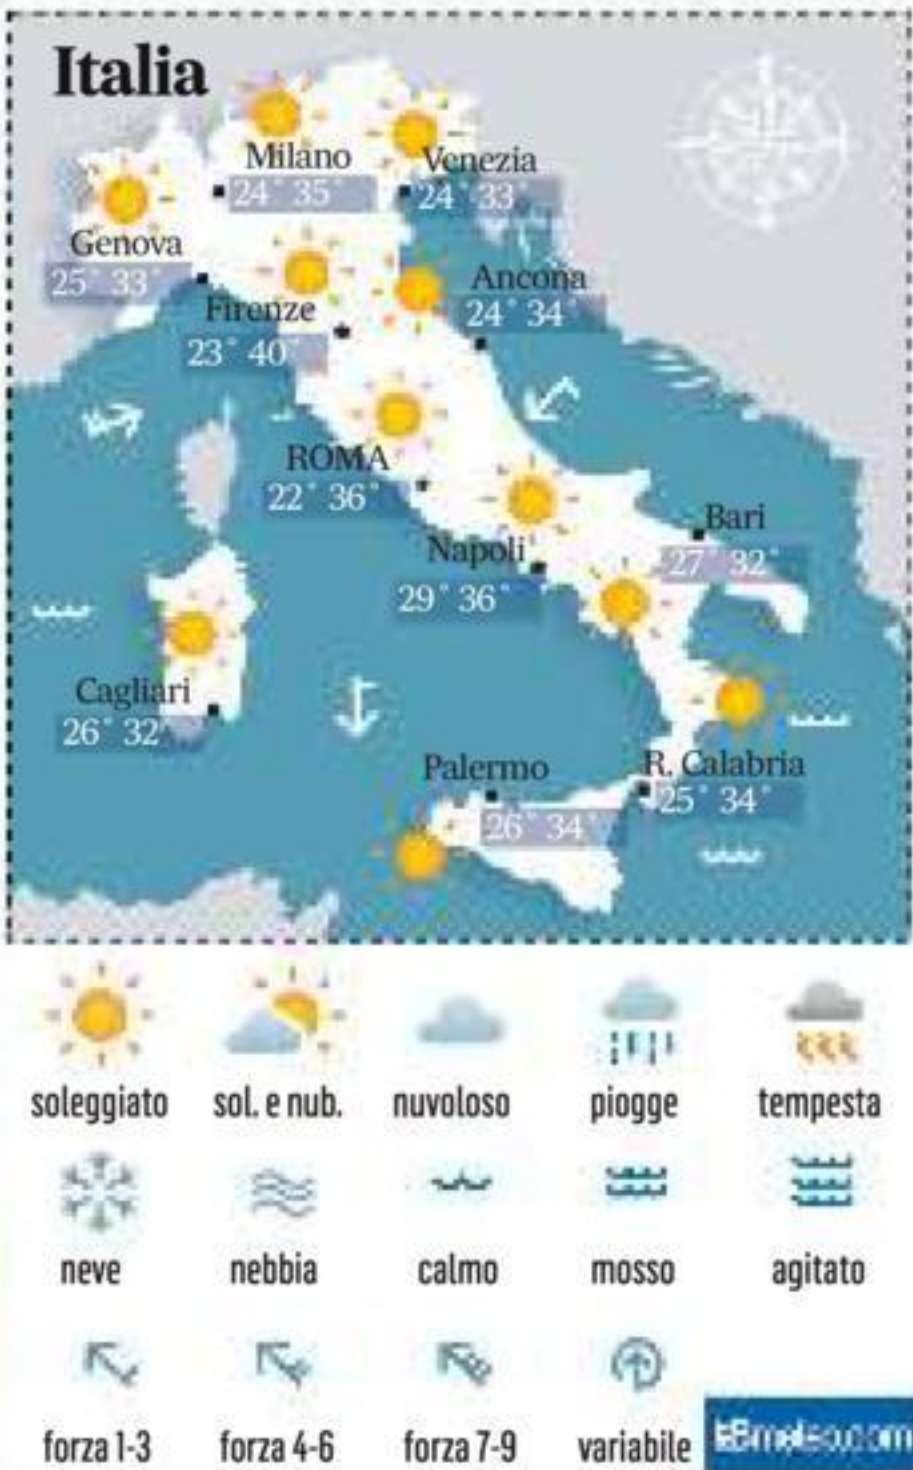 Italia
Milano
24° 35°
Venezia
24° 33°
Genova
25° 33°
Firenze
23° 40°
Ancona
24° 34°
ROMA
22° 36°
Napoli
29° 36°
Bari
27° 32°
Cagliari
26° 32°
Palermo
26° 34°
R. Calabria
25° 34°
soleggiato
sol. e nub.
nuvoloso
piogge
tempesta
neve
nebbia
calmo
mosso
agitato
forza 1-3
forza 4-6
forza 7-9
variabile